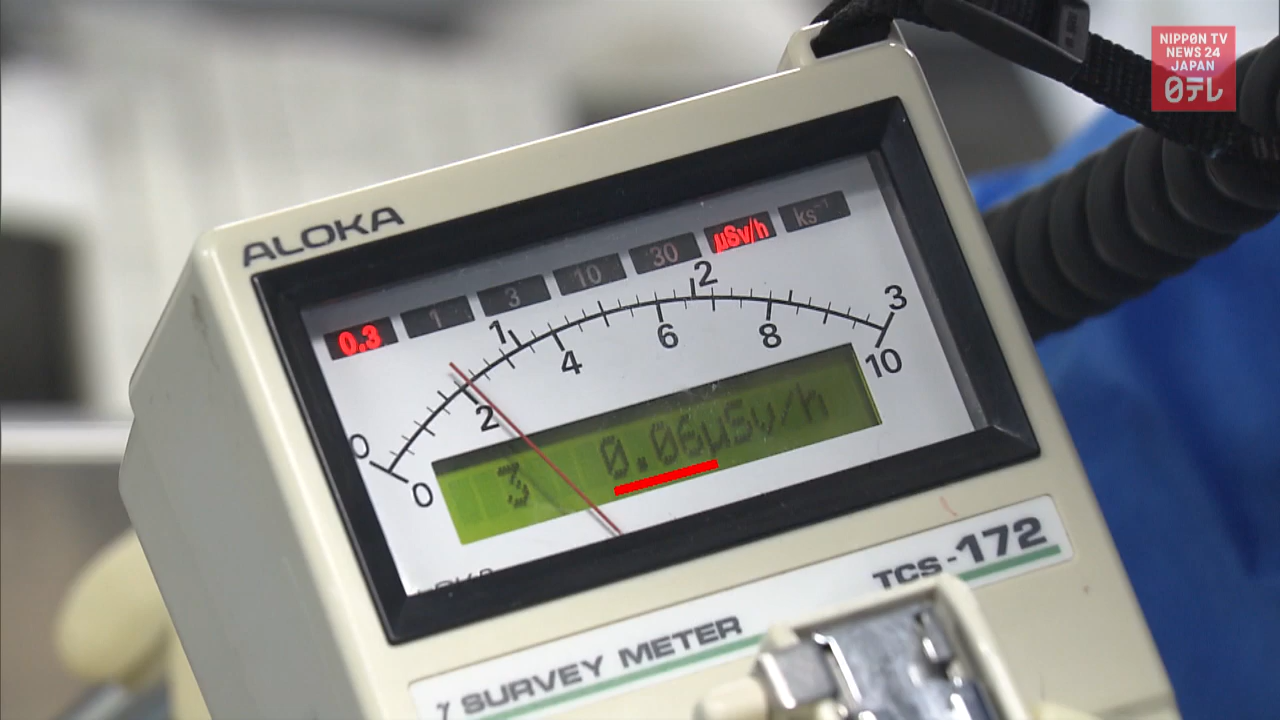 NIPPON TV
NEWS 24
JAPAN
日テレ
ALOKA
0.3 1 3 10 30 μSv/h ks⁻¹
0 1 2 3
0 2 4 6 8 10
3 0.06μSv/h
TCS-172
γ SURVEY METER